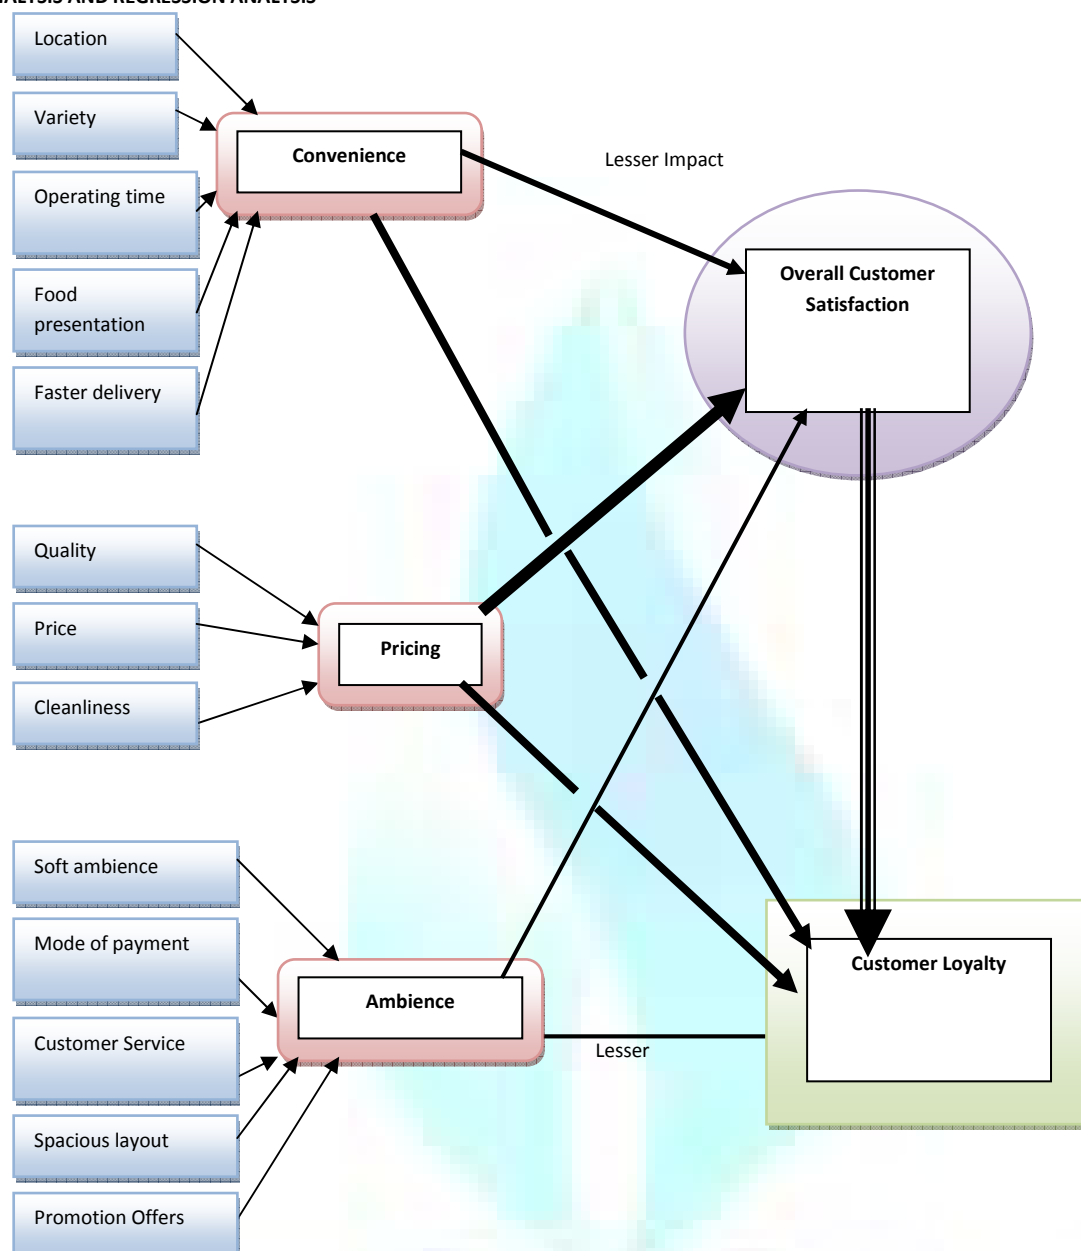 Location
Variety
Convenience
Lesser Impact
Operating time
Overall Customer
Satisfaction
Food
presentation
Faster delivery
Quality
Price
Pricing
Cleanliness
Soft ambience
Mode of payment
Customer Loyalty
Ambience
Customer Service
Lesser
Spacious layout
Promotion Offers